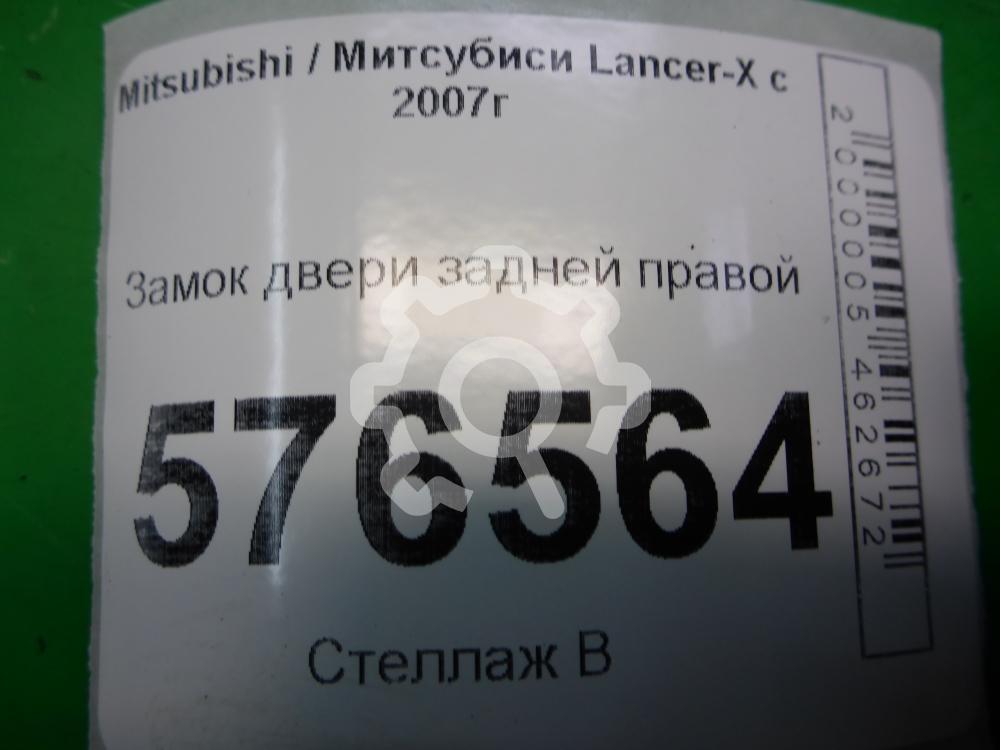 Mitsubishi / Митсубиси Lancer-X с
2007г
Замок двери задней правой
576564
Стеллаж В
2000005462672